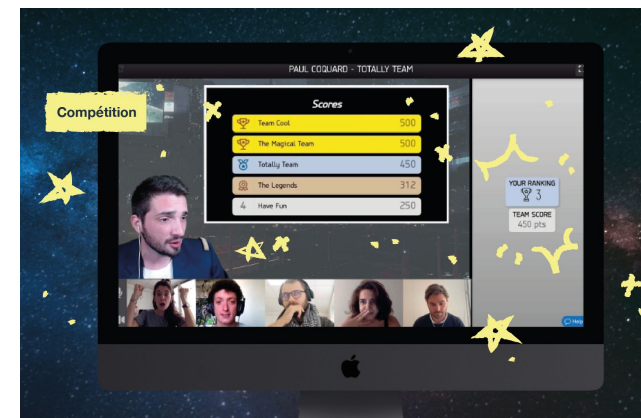 PAUL COQUARD - TOTALLY TEAM
Compétition
Scores
Team Cool 500
The Magical Team 500
Totally Team 450
The Legends 312
4 Have Fun 250
YOUR RANKING
3
TEAM SCORE
450 pts
Help